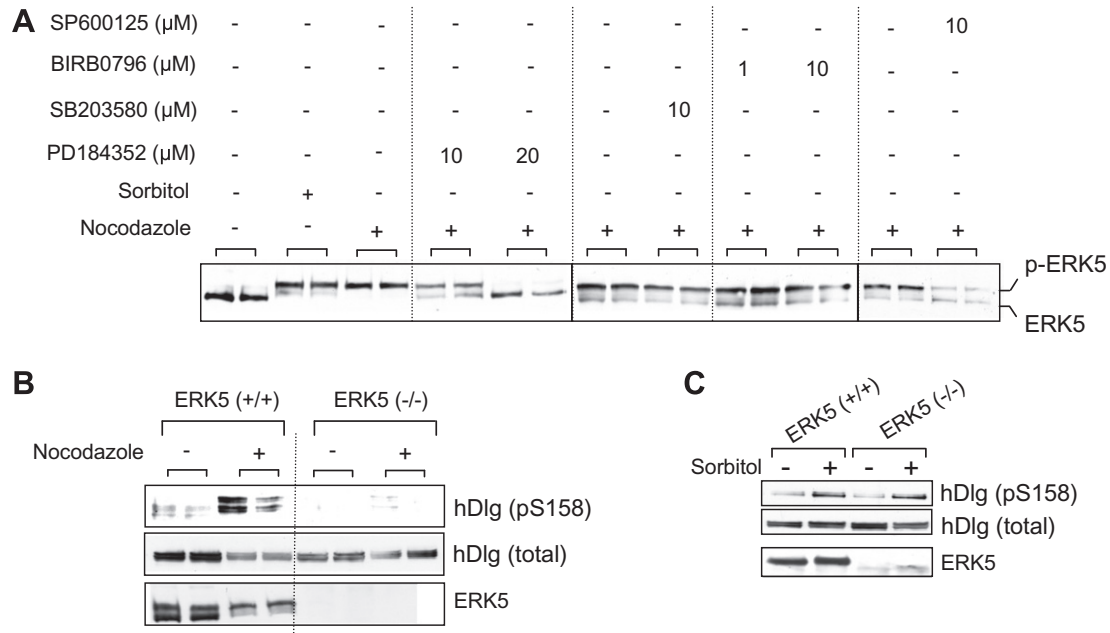 A
SP600125 (µM) - - - - - - - - - - 10
BIRB0796 (µM) - - - - - - - 1 10 - -
SB203580 (µM) - - - - - - 10 - - - -
PD184352 (µM) - - - 10 20 - - - - - -
Sorbitol - + - - - - - - - - -
Nocodazole - - + + + + + + + + +
p-ERK5
ERK5
B
ERK5 (+/+) ERK5 (-/-)
Nocodazole - + - +
hDlg (pS158)
hDlg (total)
ERK5
C
ERK5 (+/+) ERK5 (-/-)
Sorbitol - + - +
hDlg (pS158)
hDlg (total)
ERK5